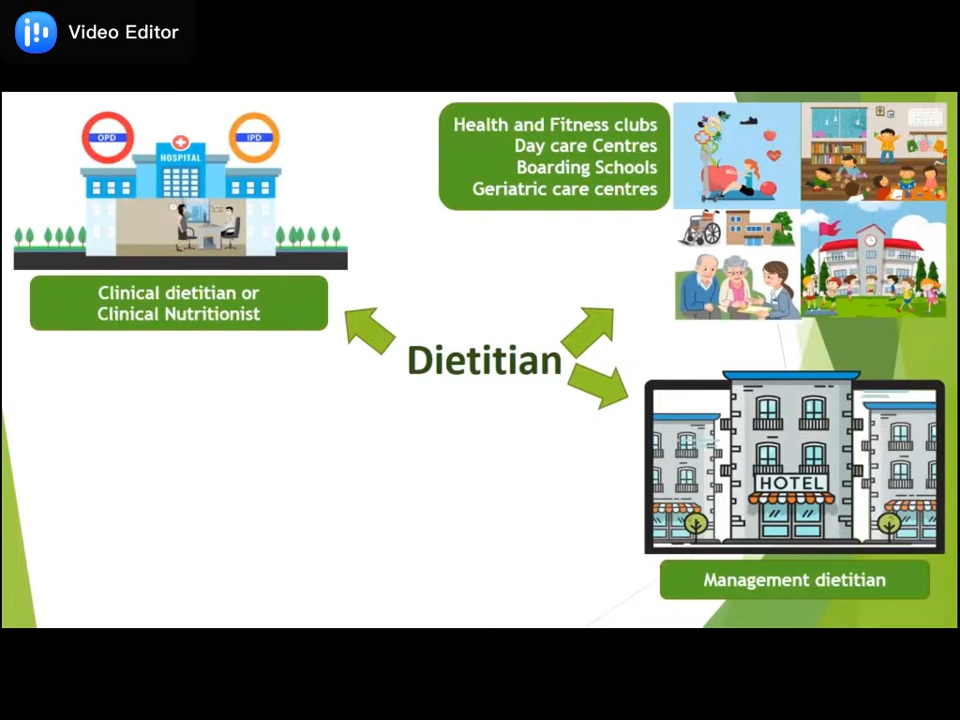 Video Editor
OPD
IPD
HOSPITAL
Clinical dietitian or
Clinical Nutritionist
Health and Fitness clubs
Day care Centres
Boarding Schools
Geriatric care centres
Dietitian
HOTEL
Management dietitian